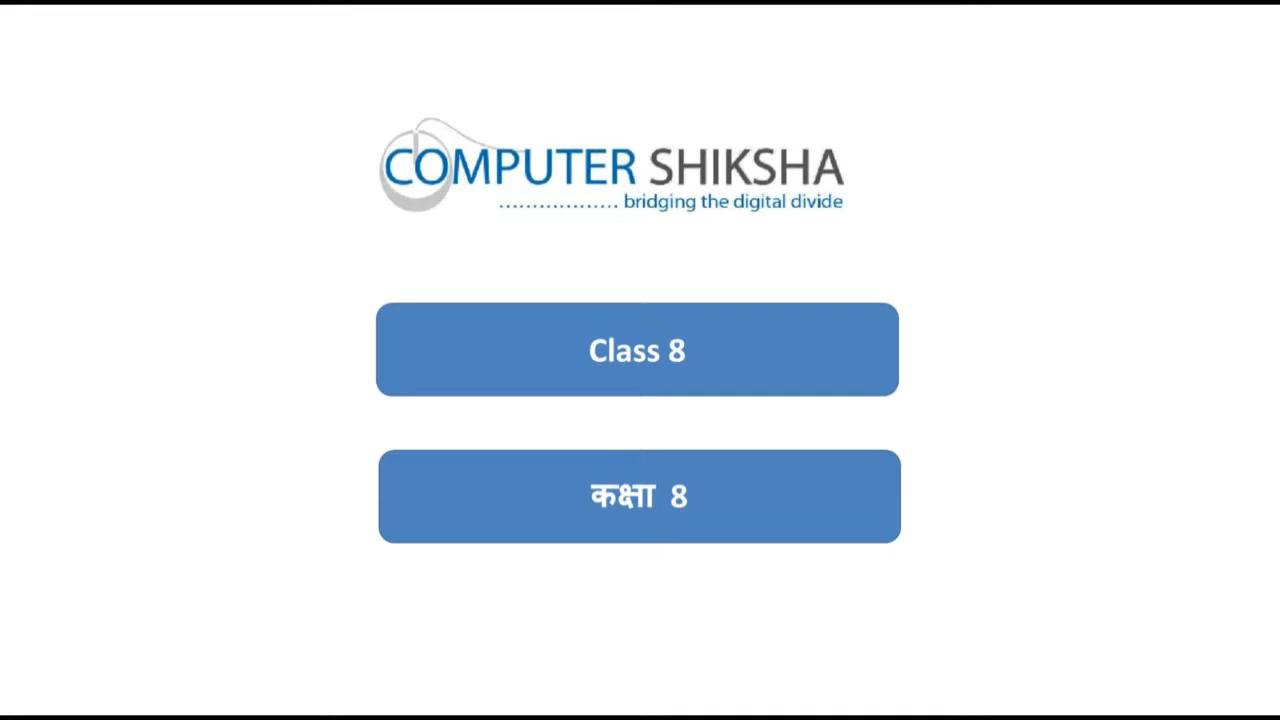 COMPUTER SHIKSHA
.................. bridging the digital divide
Class 8
कक्षा 8